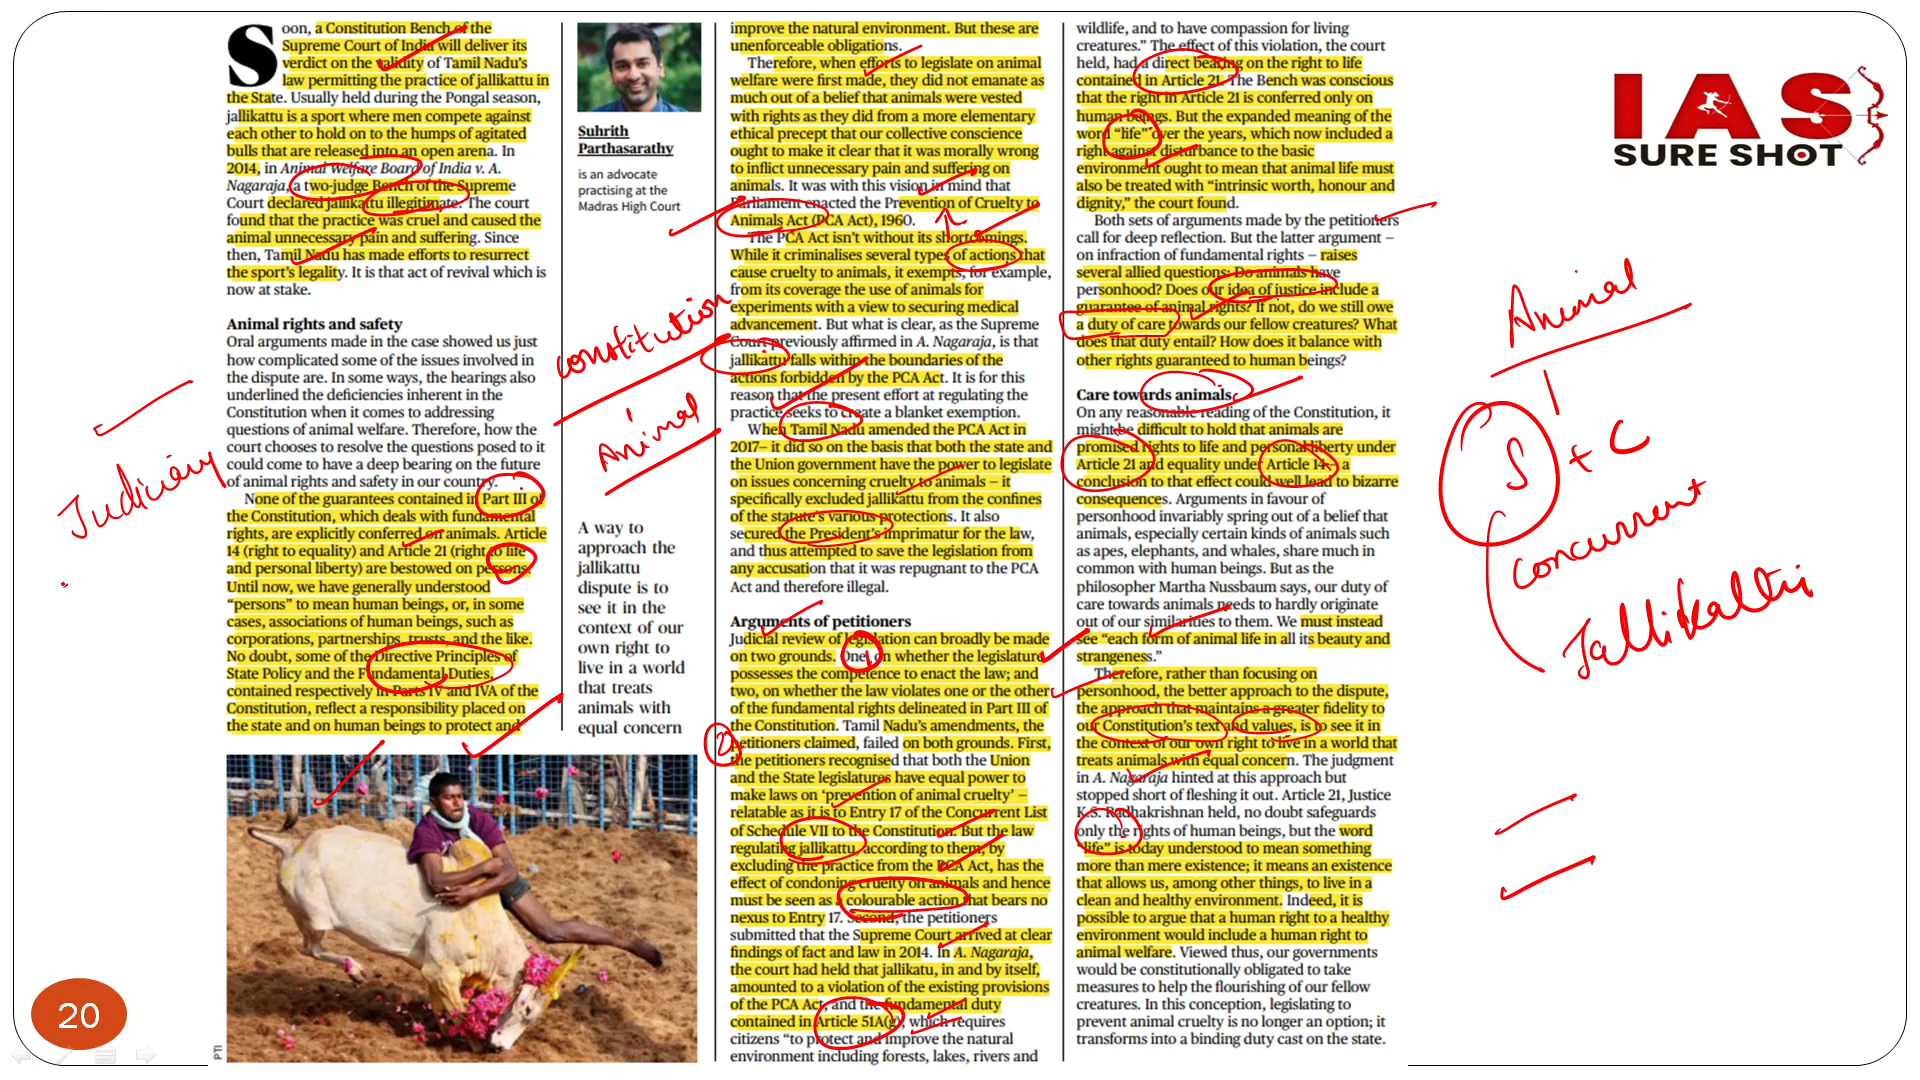 Soon, a Constitution Bench of the
Supreme Court of India will deliver its
verdict on the validity of Tamil Nadu's
law permitting the practice of jallikattu in
the State. Usually held during the Pongal season,
jallikattu is a sport where men compete against
each other to hold on to the humps of agitated
bulls that are released into an open arena. In
2014, in Animal Welfare Board of India v. A.
Nagaraja, a two-judge Bench of the Supreme
Court declared jallikattu illegitimate. The court
found that the practice was cruel and caused the
animal unnecessary pain and suffering. Since
then, Tamil Nadu has made efforts to resurrect
the sport's legality. It is that act of revival which is
now at stake.
Animal rights and safety
Oral arguments made in the case showed us just
how complicated some of the issues involved in
the dispute are. In some ways, the hearings also
underlined the deficiencies inherent in the
Constitution when it comes to addressing
questions of animal welfare. Therefore, how the
court chooses to resolve the questions posed to it
could come to have a deep bearing on the future
of animal rights and safety in our country.
None of the guarantees contained in Part III of
the Constitution, which deals with fundamental
rights, are explicitly conferred on animals. Article
14 (right to equality) and Article 21 (right to life
and personal liberty) are bestowed on persons.
Until now, we have generally understood
"persons" to mean human beings, or, in some
cases, associations of human beings, such as
corporations, partnerships, trusts, and the like.
No doubt, some of the Directive Principles of
State Policy and the Fundamental Duties,
contained respectively in Parts IV and IVA of the
Constitution, reflect a responsibility placed on
the state and on human beings to protect and
PTI
Suhrith
Parthasarathy
is an advocate
practising at the
Madras High Court
A way to
approach the
jallikattu
dispute is to
see it in the
context of our
own right to
live in a world
that treats
animals with
equal concern
improve the natural environment. But these are
unenforceable obligations.
Therefore, when efforts to legislate on animal
welfare were first made, they did not emanate as
much out of a belief that animals were vested
with rights as they did from a more elementary
ethical precept that our collective conscience
ought to make it clear that it was morally wrong
to inflict unnecessary pain and suffering on
animals. It was with this vision in mind that
Parliament enacted the Prevention of Cruelty to
Animals Act (PCA Act), 1960.
The PCA Act isn't without its shortcomings.
While it criminalises several types of actions that
cause cruelty to animals, it exempts, for example,
from its coverage the use of animals for
experiments with a view to securing medical
advancement. But what is clear, as the Supreme
Court previously affirmed in A. Nagaraja, is that
jallikattu falls within the boundaries of the
actions forbidden by the PCA Act. It is for this
reason that the present effort at regulating the
practice seeks to create a blanket exemption.
When Tamil Nadu amended the PCA Act in
2017— it did so on the basis that both the state and
the Union government have the power to legislate
on issues concerning cruelty to animals — it
specifically excluded jallikattu from the confines
of the statute's various protections. It also
secured the President's imprimatur for the law,
and thus attempted to save the legislation from
any accusation that it was repugnant to the PCA
Act and therefore illegal.
Arguments of petitioners
Judicial review of legislation can broadly be made
on two grounds. One, on whether the legislature
possesses the competence to enact the law; and
two, on whether the law violates one or the other
of the fundamental rights delineated in Part III of
the Constitution. Tamil Nadu's amendments, the
petitioners claimed, failed on both grounds. First,
the petitioners recognised that both the Union
and the State legislatures have equal power to
make laws on 'prevention of animal cruelty' —
relatable as it is to Entry 17 of the Concurrent List
of Schedule VII to the Constitution. But the law
regulating jallikattu, according to them, by
excluding the practice from the PCA Act, has the
effect of condoning cruelty on animals and hence
must be seen as a colourable action that bears no
nexus to Entry 17. Second, the petitioners
submitted that the Supreme Court arrived at clear
findings of fact and law in 2014. In A. Nagaraja,
the court had held that jallikatu, in and by itself,
amounted to a violation of the existing provisions
of the PCA Act, and the fundamental duty
contained in Article 51A(g), which requires
citizens "to protect and improve the natural
environment including forests, lakes, rivers and
wildlife, and to have compassion for living
creatures." The effect of this violation, the court
held, had a direct bearing on the right to life
contained in Article 21. The Bench was conscious
that the right in Article 21 is conferred only on
human beings. But the expanded meaning of the
word "life" over the years, which now included a
right against disturbance to the basic
environment ought to mean that animal life must
also be treated with "intrinsic worth, honour and
dignity," the court found.
Both sets of arguments made by the petitioners
call for deep reflection. But the latter argument —
on infraction of fundamental rights — raises
several allied questions: Do animals have
personhood? Does our idea of justice include a
guarantee of animal rights? If not, do we still owe
a duty of care towards our fellow creatures? What
does that duty entail? How does it balance with
other rights guaranteed to human beings?
Care towards animals
On any reasonable reading of the Constitution, it
might be difficult to hold that animals are
promised rights to life and personal liberty under
Article 21 and equality under Article 14 — a
conclusion to that effect could well lead to bizarre
consequences. Arguments in favour of
personhood invariably spring out of a belief that
animals, especially certain kinds of animals such
as apes, elephants, and whales, share much in
common with human beings. But as the
philosopher Martha Nussbaum says, our duty of
care towards animals needs to hardly originate
out of our similarities to them. We must instead
see "each form of animal life in all its beauty and
strangeness."
Therefore, rather than focusing on
personhood, the better approach to the dispute,
the approach that maintains a greater fidelity to
our Constitution's text and values, is to see it in
the context of our own right to live in a world that
treats animals with equal concern. The judgment
in A. Nagaraja hinted at this approach but
stopped short of fleshing it out. Article 21, Justice
K.S. Radhakrishnan held, no doubt safeguards
only the rights of human beings, but the word
"life" is today understood to mean something
more than mere existence; it means an existence
that allows us, among other things, to live in a
clean and healthy environment. Indeed, it is
possible to argue that a human right to a healthy
environment would include a human right to
animal welfare. Viewed thus, our governments
would be constitutionally obligated to take
measures to help the flourishing of our fellow
creatures. In this conception, legislating to
prevent animal cruelty is no longer an option; it
transforms into a binding duty cast on the state.
IAS
SURE SHOT
Judiciary
constitution
Animal
2
Animal
S + C
concurrent
Jallikattu
20